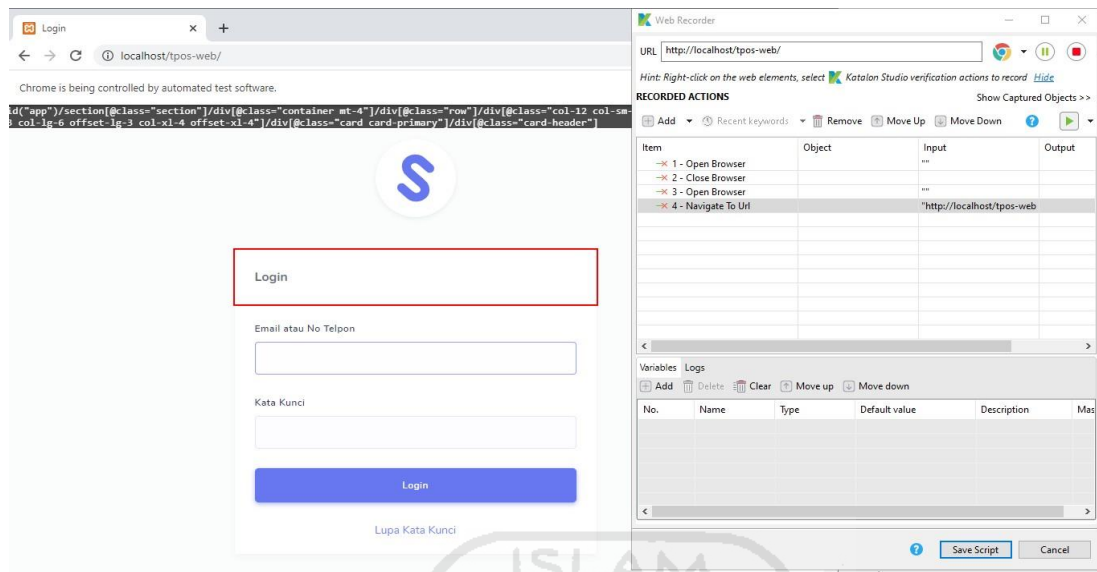 Login
localhost/tpos-web/
Chrome is being controlled by automated test software.
id("app")/section[@class="section"]/div[@class="container mt-4"]/div[@class="row"]/div[@class="col-12 col-sm-
col-lg-6 offset-lg-3 col-xl-4 offset-xl-4"]/div[@class="card card-primary"]/div[@class="card-header"]
Login
Email atau No Telpon
Kata Kunci
Login
Lupa Kata Kunci
Web Recorder
URL http://localhost/tpos-web/
Hint: Right-click on the web elements, select Katalon Studio verification actions to record Hide
RECORDED ACTIONS Show Captured Objects >>
Add Recent keywords Remove Move Up Move Down
Item Object Input Output
1 - Open Browser ""
2 - Close Browser
3 - Open Browser ""
4 - Navigate To Url "http://localhost/tpos-web
Variables Logs
Add Delete Clear Move up Move down
No. Name Type Default value Description Mas
Save Script Cancel
ISLAM